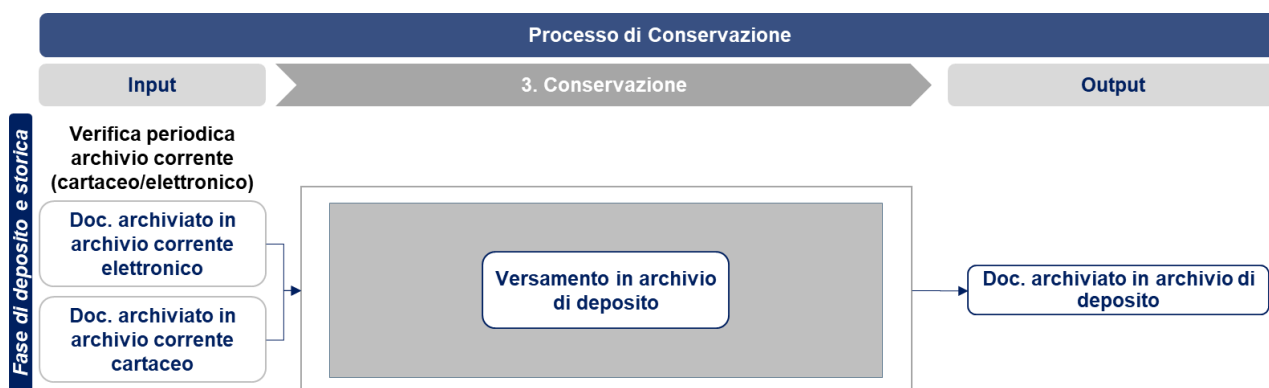 Processo di Conservazione
Input
3. Conservazione
Output
Fase di deposito e storica
Verifica periodica
archivio corrente
(cartaceo/elettronico)
Doc. archiviato in
archivio corrente
elettronico
Doc. archiviato in
archivio corrente
cartaceo
Versamento in archivio
di deposito
Doc. archiviato in archivio di
deposito